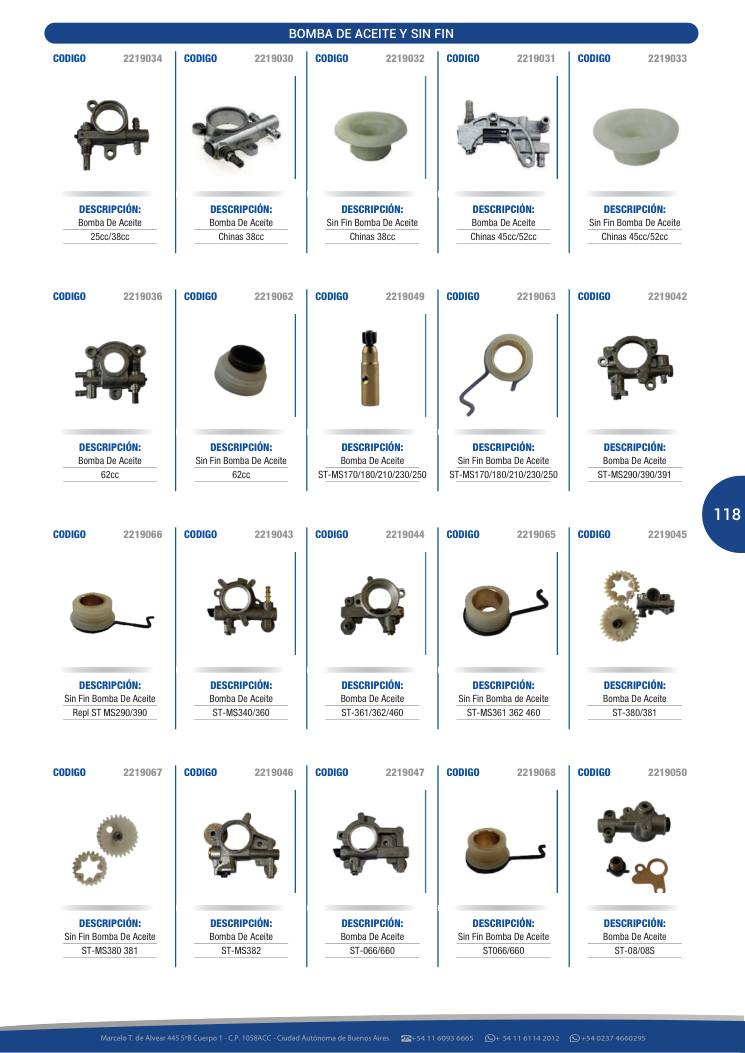 BOMBA DE ACEITE Y SIN FIN
CODIGO 2219034
DESCRIPCIÓN:
Bomba De Aceite
25cc/38cc
CODIGO 2219030
DESCRIPCIÓN:
Bomba De Aceite
Chinas 38cc
CODIGO 2219032
DESCRIPCIÓN:
Sin Fin Bomba De Aceite
Chinas 38cc
CODIGO 2219031
DESCRIPCIÓN:
Bomba De Aceite
Chinas 45cc/52cc
CODIGO 2219033
DESCRIPCIÓN:
Sin Fin Bomba De Aceite
Chinas 45cc/52cc
CODIGO 2219036
DESCRIPCIÓN:
Bomba De Aceite
62cc
CODIGO 2219062
DESCRIPCIÓN:
Sin Fin Bomba De Aceite
62cc
CODIGO 2219049
DESCRIPCIÓN:
Bomba De Aceite
ST-MS170/180/210/230/250
CODIGO 2219063
DESCRIPCIÓN:
Sin Fin Bomba De Aceite
ST-MS170/180/210/230/250
CODIGO 2219042
DESCRIPCIÓN:
Bomba De Aceite
ST-MS290/390/391
118
CODIGO 2219066
DESCRIPCIÓN:
Sin Fin Bomba De Aceite
Repl ST MS290/390
CODIGO 2219043
DESCRIPCIÓN:
Bomba De Aceite
ST-MS340/360
CODIGO 2219044
DESCRIPCIÓN:
Bomba De Aceite
ST-361/362/460
CODIGO 2219065
DESCRIPCIÓN:
Sin Fin Bomba de Aceite
ST-MS361 362 460
CODIGO 2219045
DESCRIPCIÓN:
Bomba De Aceite
ST-380/381
CODIGO 2219067
DESCRIPCIÓN:
Sin Fin Bomba De Aceite
ST-MS380 381
CODIGO 2219046
DESCRIPCIÓN:
Bomba De Aceite
ST-MS382
CODIGO 2219047
DESCRIPCIÓN:
Bomba De Aceite
ST-066/660
CODIGO 2219068
DESCRIPCIÓN:
Sin Fin Bomba De Aceite
ST066/660
CODIGO 2219050
DESCRIPCIÓN:
Bomba De Aceite
ST-08/08S
Marcelo T. de Alvear 445 5ºB Cuerpo 1 - C.P. 1058ACC - Ciudad Autónoma de Buenos Aires +54 11 6093 6665 + 54 11 6114 2012 +54 0237 4660295